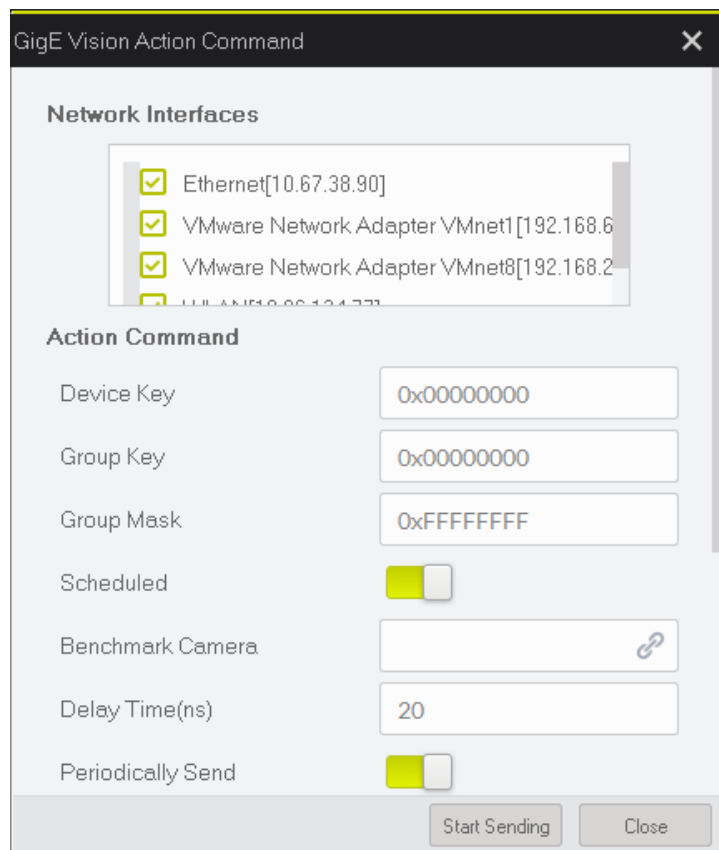 GigE Vision Action Command
Network Interfaces
Ethernet[10.67.38.90]
VMware Network Adapter VMnet1[192.168.6
VMware Network Adapter VMnet8[192.168.2
Action Command
Device Key
0x00000000
Group Key
0x00000000
Group Mask
0xFFFFFFFF
Scheduled
Benchmark Camera
Delay Time(ns)
20
Periodically Send
Start Sending
Close